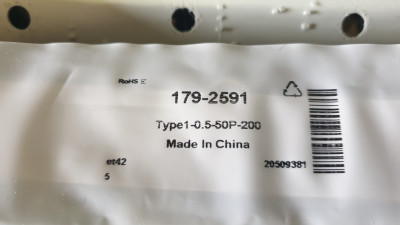 RoHS E
179-2591
Type1-0.5-50P-200
Made In China
et42
20509381
5